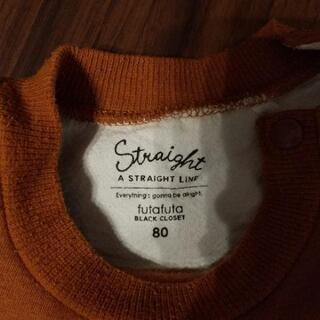 Straight
A STRAIGHT LINE
Everything : gonna be alright.
futafuta
BLACK CLOSET
80